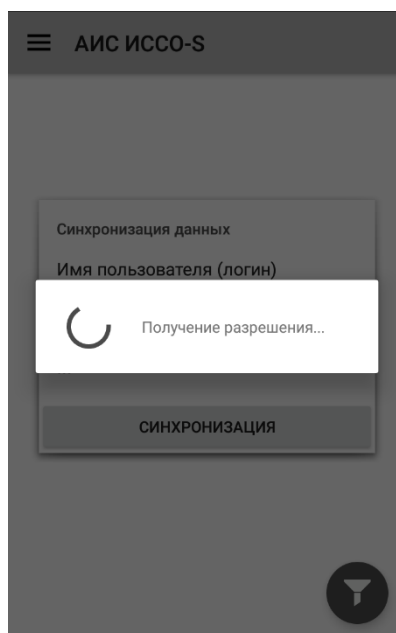 АИС ИССО-S
Синхронизация данных
Имя пользователя (логин)
Получение разрешения...
СИНХРОНИЗАЦИЯ